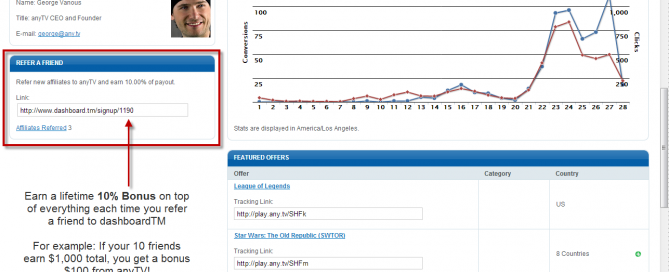 Name: George Vanous
Title: anyTV CEO and Founder
E-mail: george@any.tv
REFER A FRIEND
Refer new affiliates to anyTV and earn 10.00% of payout.
Link:
http://www.dashboard.tm/signup/1190
Affiliates Referred 3
Earn a lifetime 10% Bonus on top
of everything each time you refer
a friend to dashboardTM
For example: If your 10 friends
earn $1,000 total, you get a bonus
$100 from anyTV!
Conversions
100
75
50
25
1,000
75
50
25
Clicks
1 2 3 4 5 6 7 8 9 10 11 12 13 14 15 16 17 18 19 20 21 22 23 24 25 26 27 28
Stats are displayed in America/Los Angeles.
FEATURED OFFERS
Offer Category Country
League of Legends
Tracking Link:
http://play.any.tv/SHFk
US
Star Wars: The Old Republic (SWTOR)
Tracking Link:
http://play.any.tv/SHFm
8 Countries